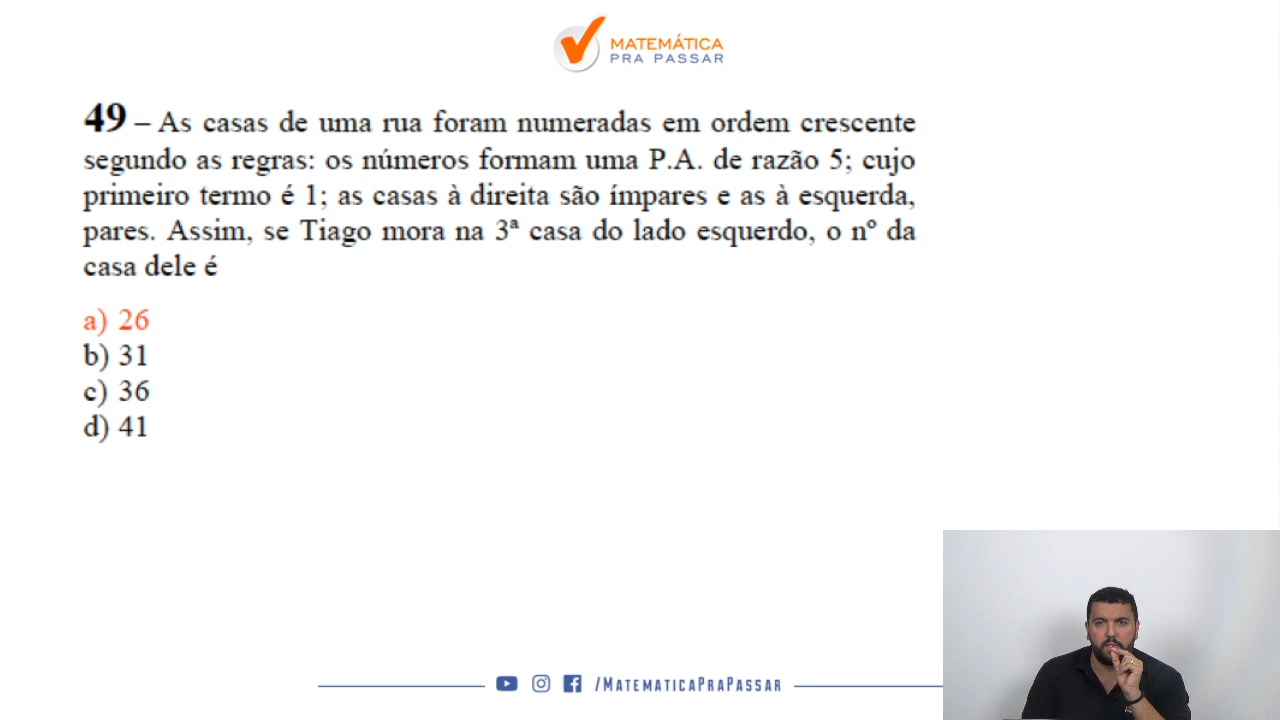 MATEMÁTICA
PRA PASSAR
49 – As casas de uma rua foram numeradas em ordem crescente
segundo as regras: os números formam uma P.A. de razão 5; cujo
primeiro termo é 1; as casas à direita são ímpares e as à esquerda,
pares. Assim, se Tiago mora na 3ª casa do lado esquerdo, o nº da
casa dele é
a) 26
b) 31
c) 36
d) 41
/MATEMATICAPRAPASSAR